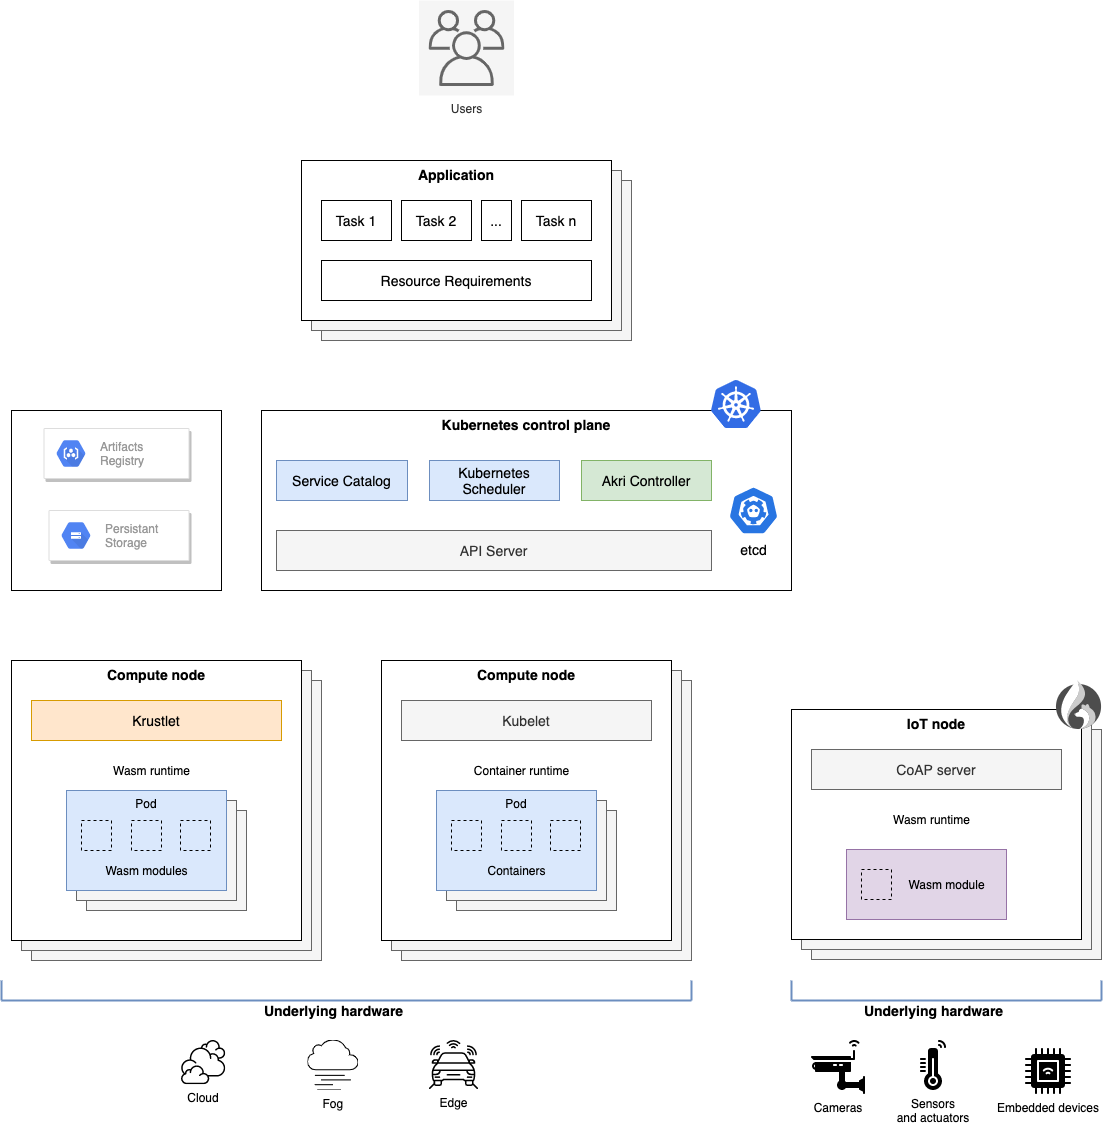 Users
Application
Task 1
Task 2
...
Task n
Resource Requirements
Artifacts
Registry
Persistant
Storage
Kubernetes control plane
Service Catalog
Kubernetes
Scheduler
Akri Controller
API Server
etcd
Compute node
Krustlet
Wasm runtime
Pod
Wasm modules
Compute node
Kubelet
Container runtime
Pod
Containers
IoT node
CoAP server
Wasm runtime
Wasm module
Underlying hardware
Cloud
Fog
Edge
Underlying hardware
Cameras
Sensors
and actuators
Embedded devices